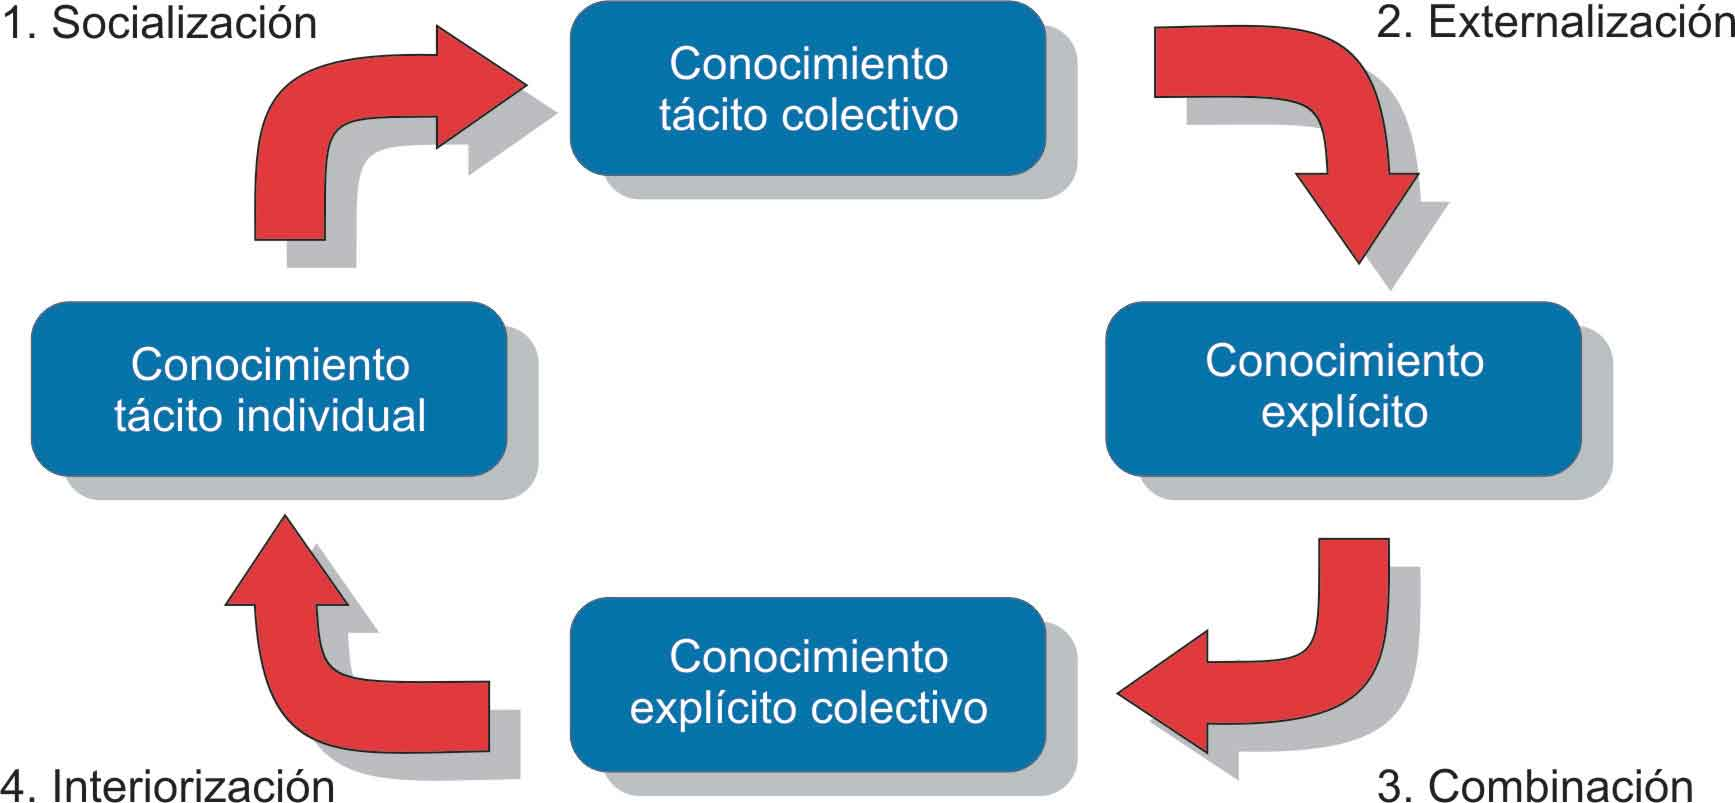 1. Socialización
Conocimiento
tácito colectivo
2. Externalización
Conocimiento
tácito individual
Conocimiento
explícito
Conocimiento
explícito colectivo
4. Interiorización
3. Combinación